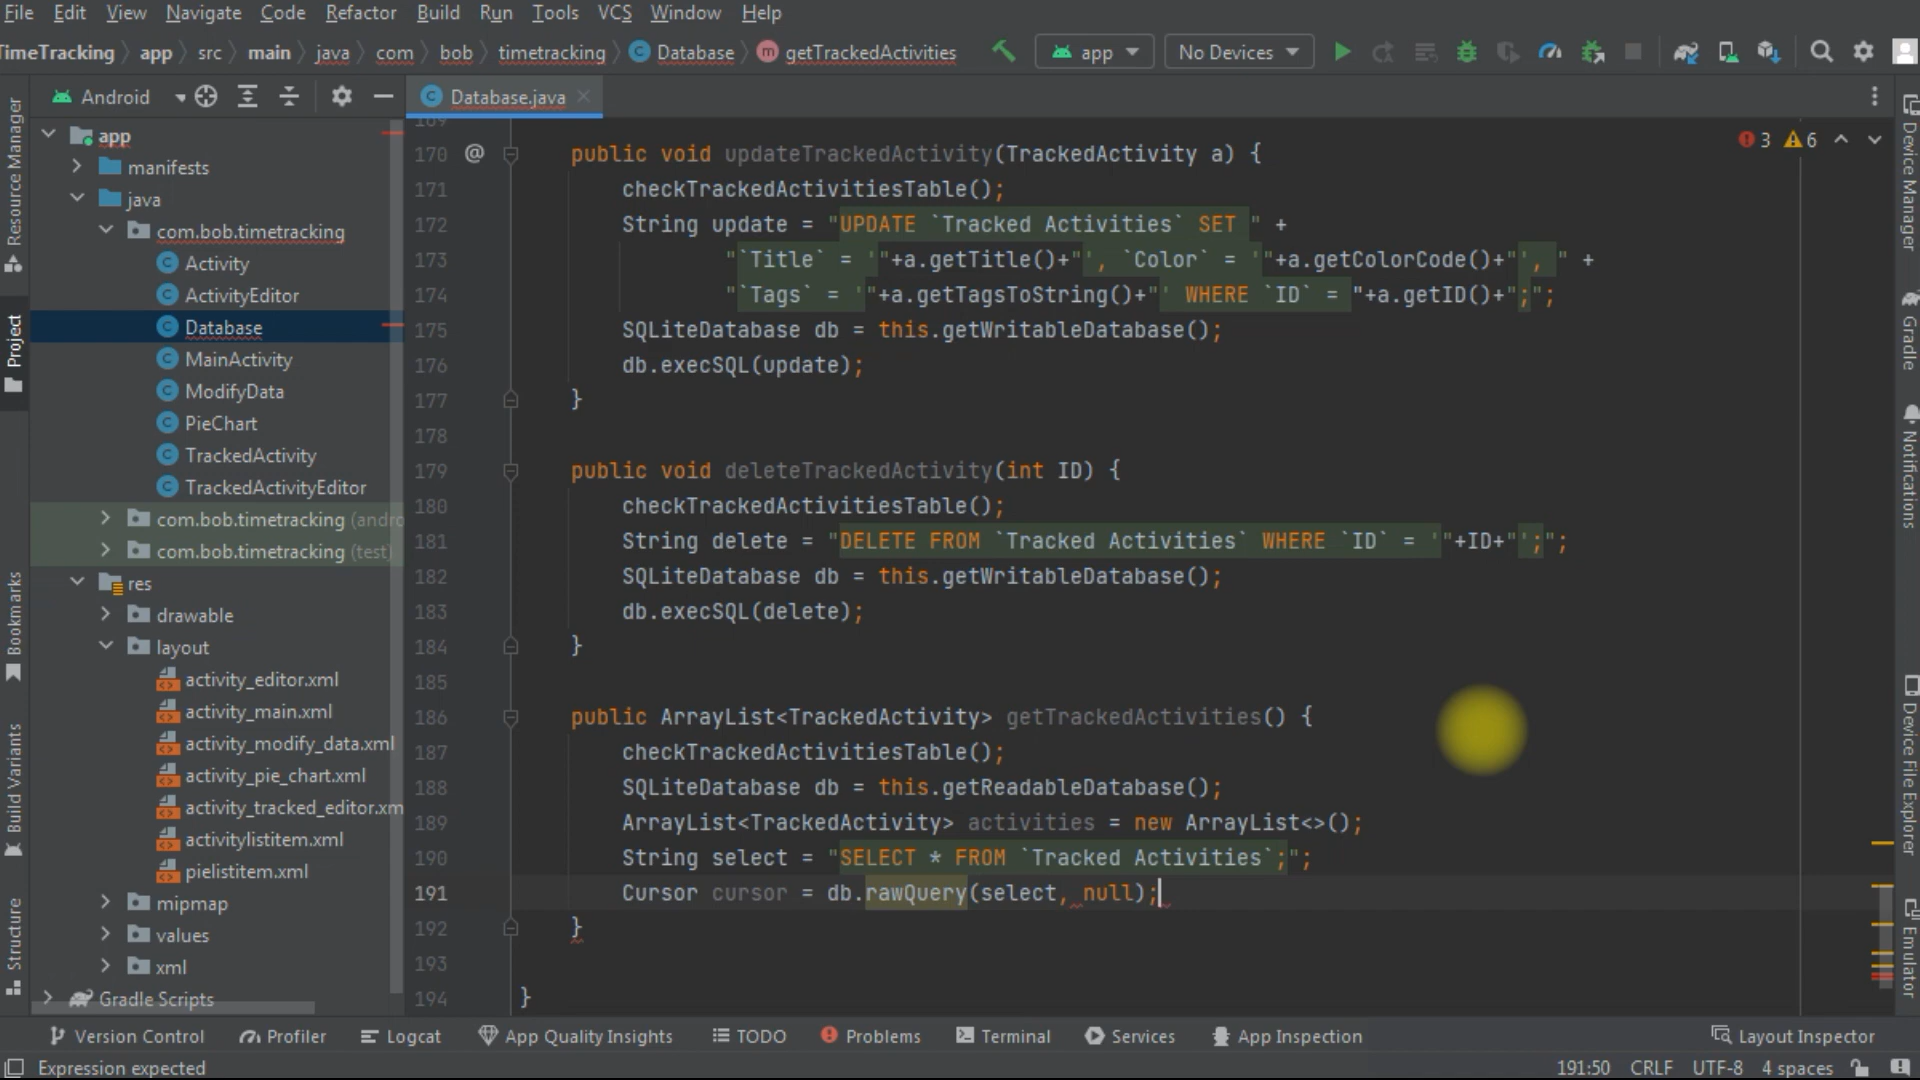 File Edit View Navigate Code Refactor Build Run Tools VCS Window Help
TimeTracking app src main java com bob timetracking Database getTrackedActivities app No Devices
Android
Database.java
Resource Manager
Project
Bookmarks
Build Variants
Structure
app
manifests
java
com.bob.timetracking
Activity
ActivityEditor
Database
MainActivity
ModifyData
PieChart
TrackedActivity
TrackedActivityEditor
com.bob.timetracking (andro
com.bob.timetracking (test)
res
drawable
layout
activity_editor.xml
activity_main.xml
activity_modify_data.xml
activity_pie_chart.xml
activity_tracked_editor.xm
activitylistitem.xml
pielistitem.xml
mipmap
values
xml
Gradle Scripts
3 6
169
170 @ public void updateTrackedActivity(TrackedActivity a) {
171 checkTrackedActivitiesTable();
172 String update = "UPDATE `Tracked Activities` SET " +
173 "`Title` = '"+a.getTitle()+"', `Color` = '"+a.getColorCode()+"', " +
174 "`Tags` = '"+a.getTagsToString()+"' WHERE `ID` = "+a.getID()+";";
175 SQLiteDatabase db = this.getWritableDatabase();
176 db.execSQL(update);
177 }
178
179 public void deleteTrackedActivity(int ID) {
180 checkTrackedActivitiesTable();
181 String delete = "DELETE FROM `Tracked Activities` WHERE `ID` = '"+ID+"';";
182 SQLiteDatabase db = this.getWritableDatabase();
183 db.execSQL(delete);
184 }
185
186 public ArrayList<TrackedActivity> getTrackedActivities() {
187 checkTrackedActivitiesTable();
188 SQLiteDatabase db = this.getReadableDatabase();
189 ArrayList<TrackedActivity> activities = new ArrayList<>();
190 String select = "SELECT * FROM `Tracked Activities`;";
191 Cursor cursor = db.rawQuery(select, null);
192 }
193
194 }
Device Manager
Gradle
Notifications
Device File Explorer
Emulator
Version Control Profiler Logcat App Quality Insights TODO Problems Terminal Services App Inspection Layout Inspector
Expression expected 191:50 CRLF UTF-8 4 spaces